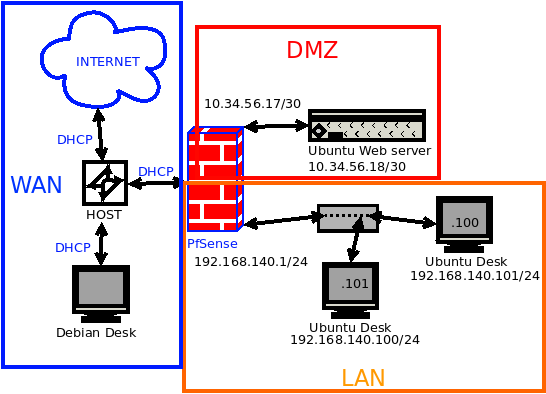 INTERNET
DMZ
10.34.56.17/30
DHCP
Ubuntu Web server
10.34.56.18/30
DHCP
WAN
HOST
.100
PfSense
DHCP
192.168.140.1/24
Ubuntu Desk
192.168.140.101/24
.101
Debian Desk
Ubuntu Desk
192.168.140.100/24
LAN